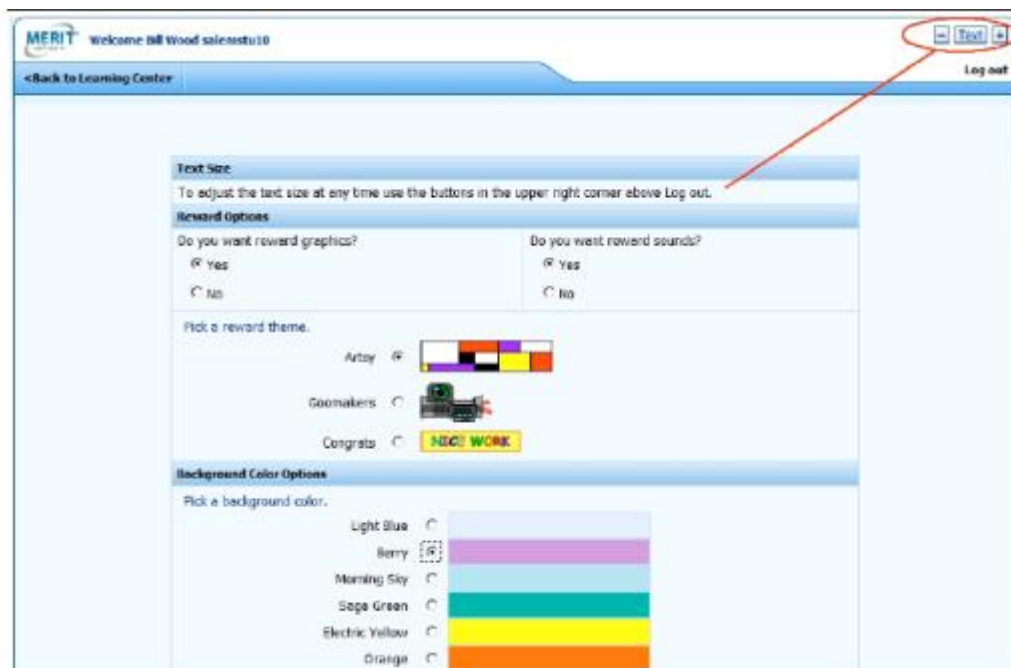 MERIT Welcome Bill Wood salemstu10
- Text +
<Back to Learning Center
Log out
Text Size
To adjust the text size at any time use the buttons in the upper right corner above Log out.
Reward Options
Do you want reward graphics? Do you want reward sounds?
Yes Yes
No No
Pick a reward theme.
Artsy
Goomakers
Congrats NICE WORK
Background Color Options
Pick a background color.
Light Blue
Berry
Morning Sky
Sage Green
Electric Yellow
Orange